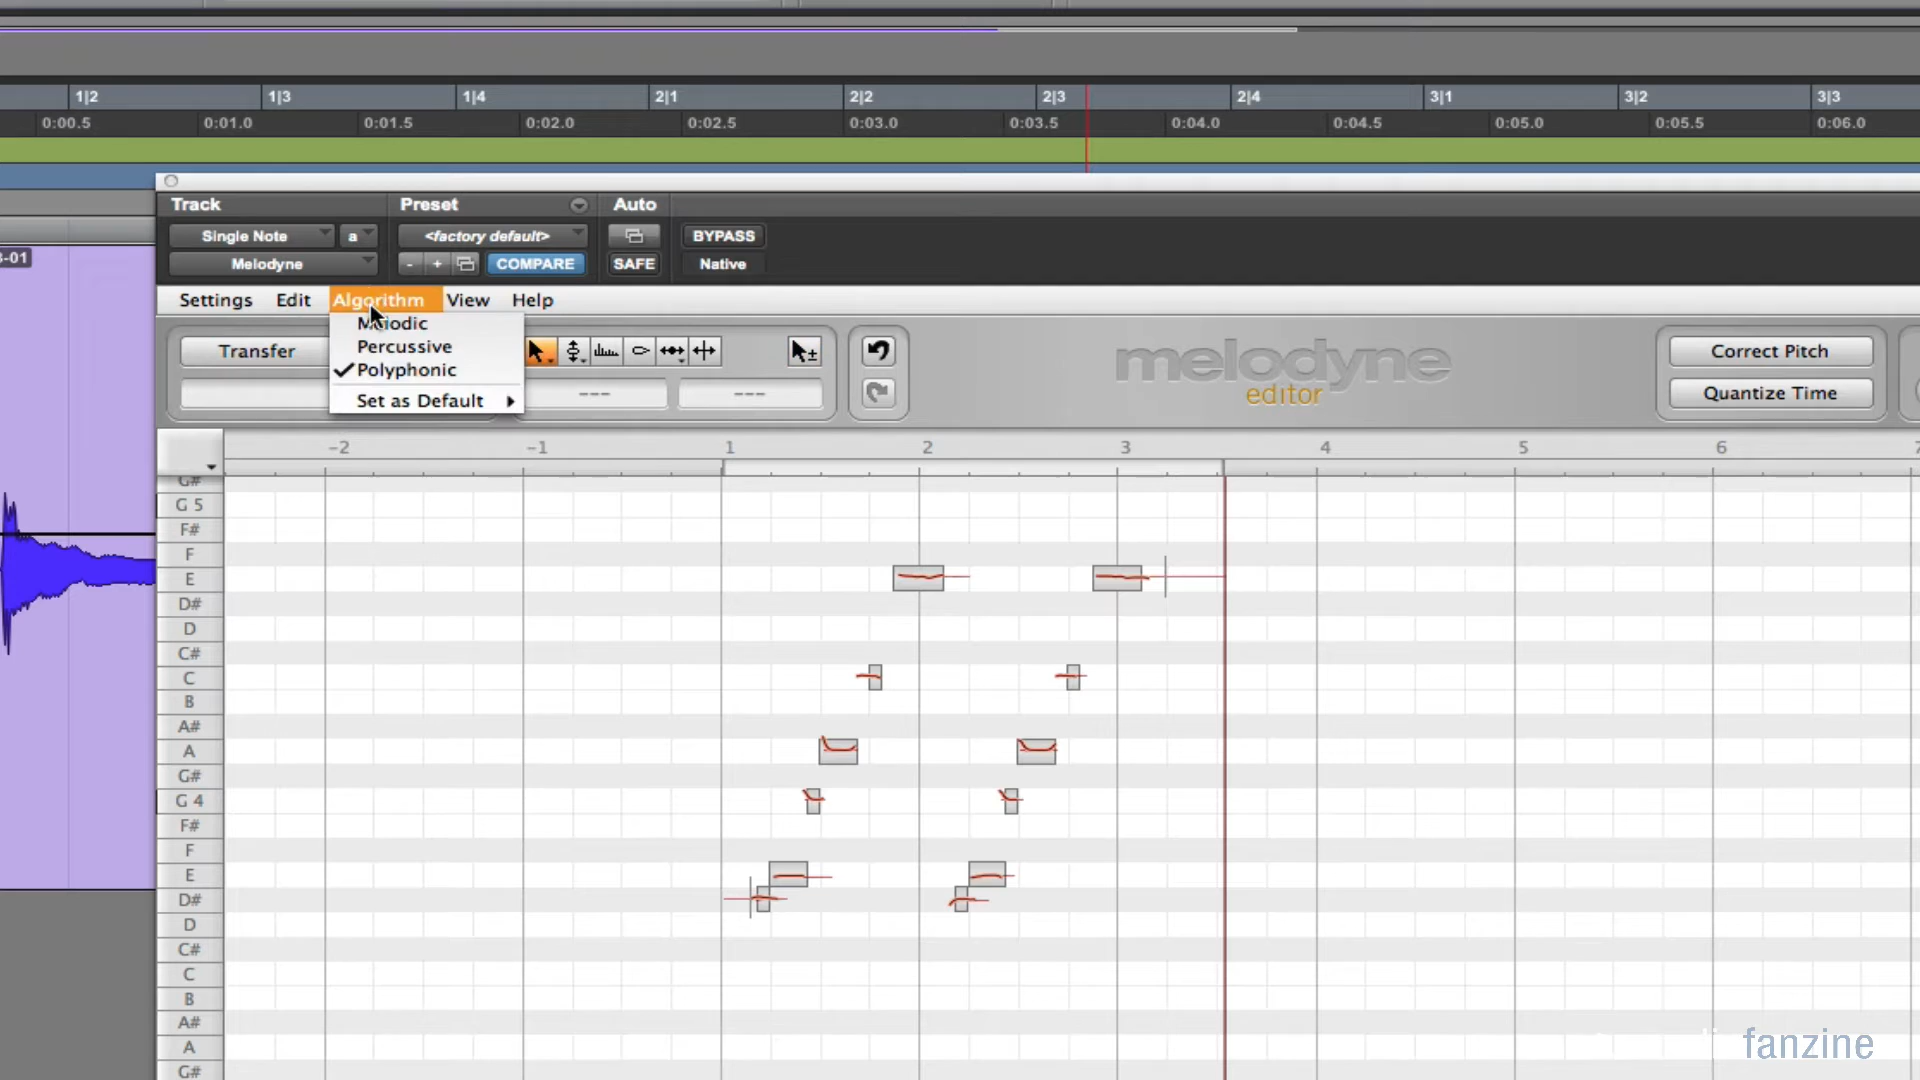 1|2 1|3 1|4 2|1 2|2 2|3 2|4 3|1 3|2 3|3
0:00.5 0:01.0 0:01.5 0:02.0 0:02.5 0:03.0 0:03.5 0:04.0 0:04.5 0:05.0 0:05.5 0:06.0
Track Preset Auto
Single Note a <factory default> BYPASS
3-01
Melodyne - + COMPARE SAFE Native
Settings Edit Algorithm View Help
Melodic
Percussive
Polyphonic
Set as Default
Transfer
--- ---
melodyne
editor
Correct Pitch
Quantize Time
-2 -1 1 2 3 4 5 6 7
G#
G 5
F#
F
E
D#
D
C#
C
B
A#
A
G#
G 4
F#
F
E
D#
D
C#
C
B
A#
A
G#
fanzine